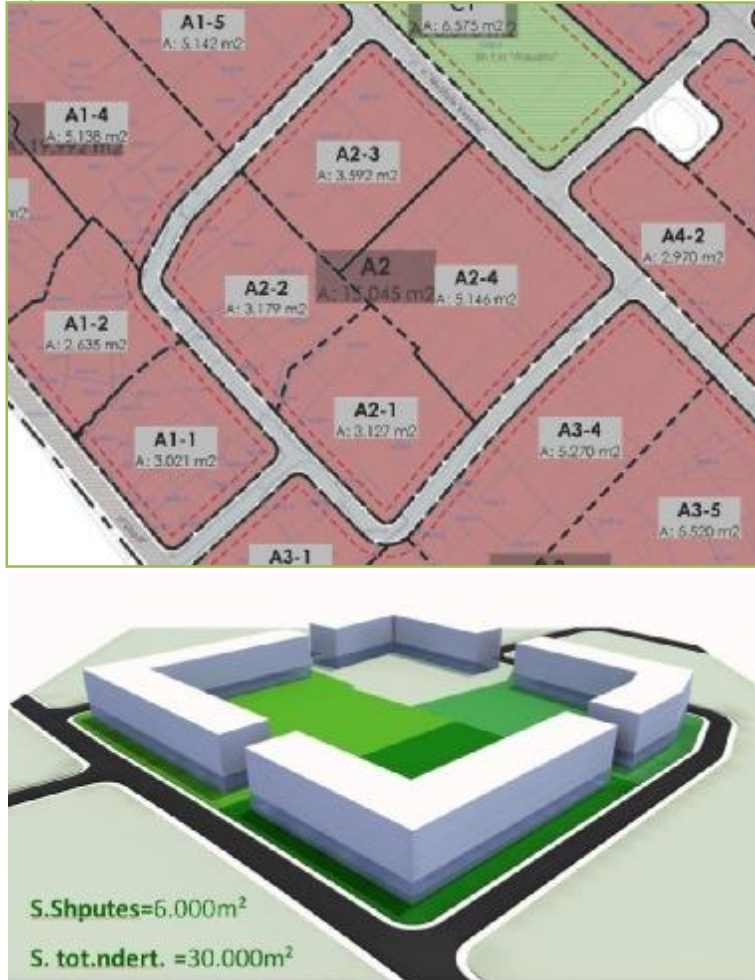 C1
A: 6.575 m2
A1-5
A: 5.142 m2
A1-4
A: 5.138 m2
A2-3
A: 3.592 m2
A4-2
A: 2.970 m2
A2
A: 15.045 m2
A2-2
A: 3.179 m2
A2-4
A: 5.146 m2
A1-2
A: 2.635 m2
A2-1
A: 3.127 m2
A1-1
A: 3.021 m2
A3-4
A: 5.270 m2
A3-5
A3-1
S.Shputes=6.000m²
S. tot.ndert. =30.000m²